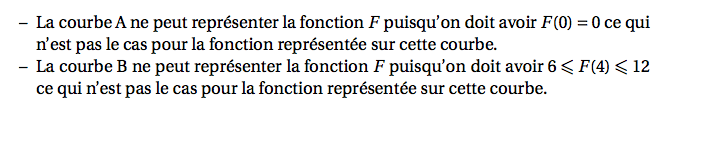 – La courbe A ne peut représenter la fonction F puisqu'on doit avoir F(0) = 0 ce qui
n'est pas le cas pour la fonction représentée sur cette courbe.
– La courbe B ne peut représenter la fonction F puisqu'on doit avoir 6 ⩽ F(4) ⩽ 12
ce qui n'est pas le cas pour la fonction représentée sur cette courbe.